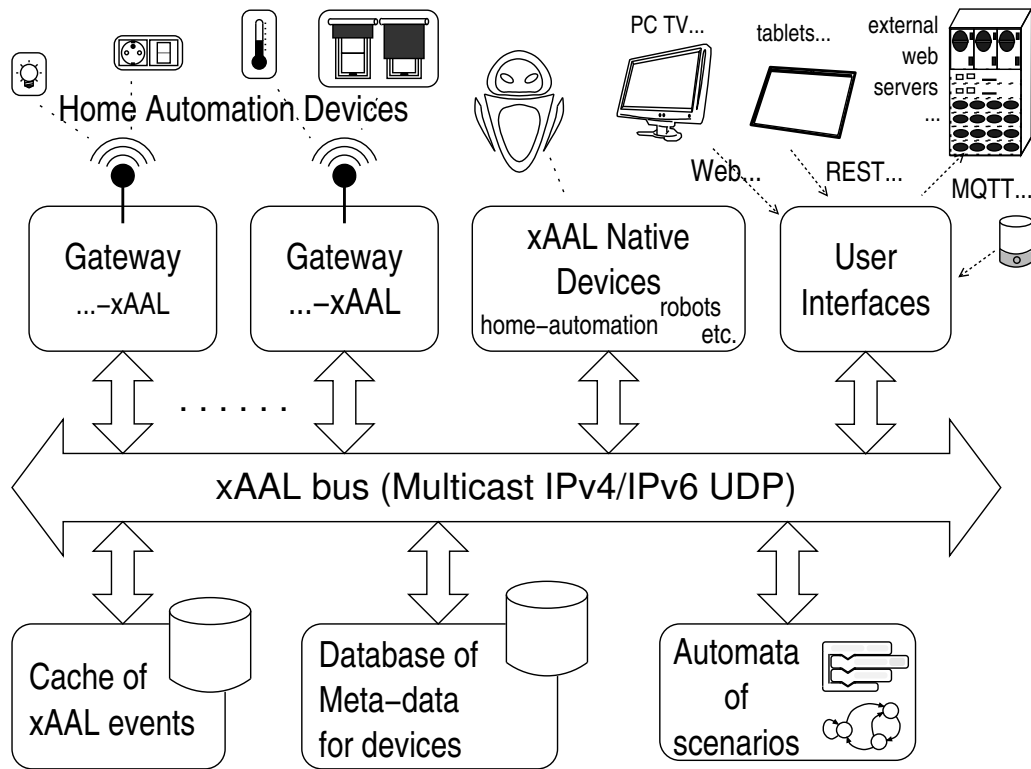 PC TV...
tablets...
external
web
servers
...
Home Automation Devices
Web...
REST...
MQTT...
Gateway
...−xAAL
Gateway
...−xAAL
xAAL Native
Devices
home−automation
robots
etc.
User
Interfaces
. . . . . .
xAAL bus (Multicast IPv4/IPv6 UDP)
Cache of
xAAL events
Database of
Meta−data
for devices
Automata
of
scenarios